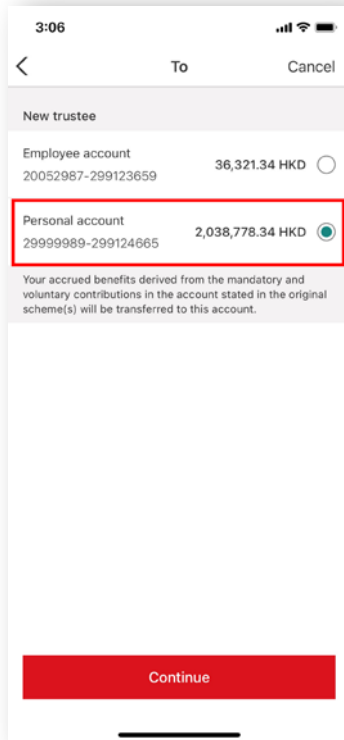 3:06
To
Cancel
New trustee
Employee account
36,321.34 HKD
20052987-299123659
Personal account
2,038,778.34 HKD
29999989-299124665
Your accrued benefits derived from the mandatory and
voluntary contributions in the account stated in the original
scheme(s) will be transferred to this account.
Continue